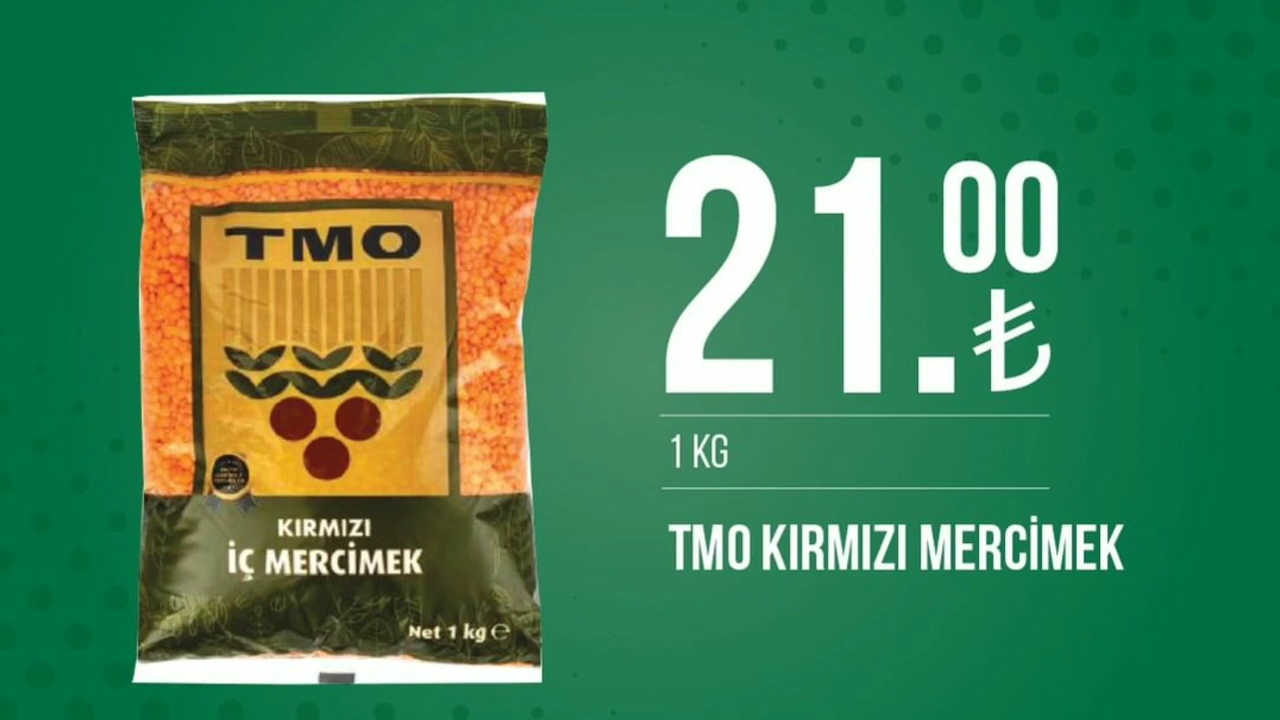 TMO
KIRMIZI
İÇ MERCİMEK
Net 1 kg ℮
21.00
₺
1 KG
TMO KIRMIZI MERCİMEK